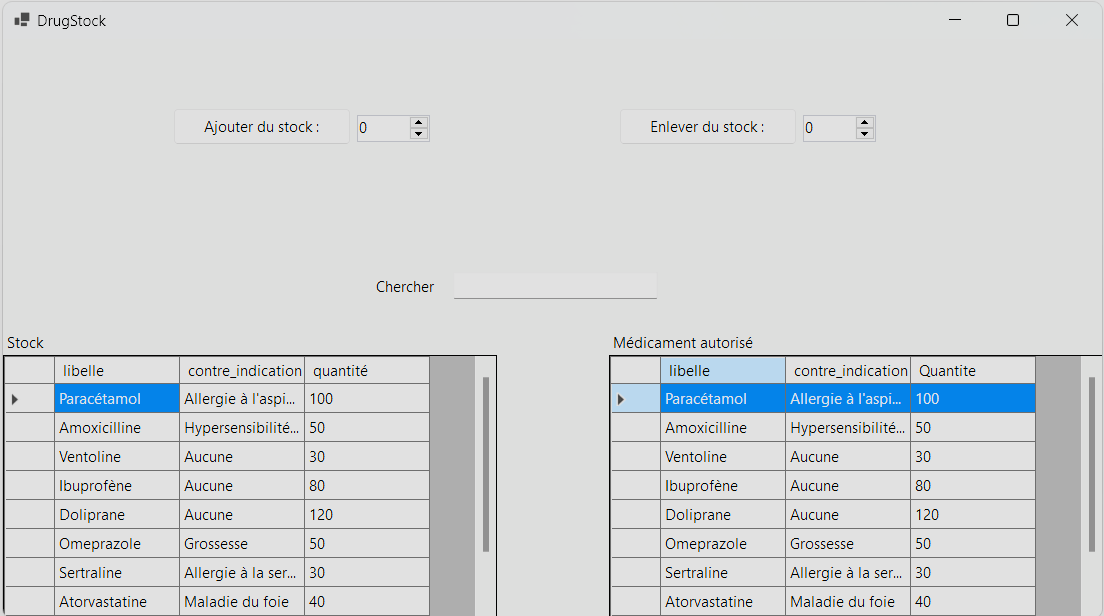 DrugStock
Ajouter du stock : 0 Enlever du stock : 0
Chercher
Stock
libelle contre_indication quantité
Paracétamol Allergie à l'aspi... 100
Amoxicilline Hypersensibilité... 50
Ventoline Aucune 30
Ibuprofène Aucune 80
Doliprane Aucune 120
Omeprazole Grossesse 50
Sertraline Allergie à la ser... 30
Atorvastatine Maladie du foie 40
Médicament autorisé
libelle contre_indication Quantite
Paracétamol Allergie à l'aspi... 100
Amoxicilline Hypersensibilité... 50
Ventoline Aucune 30
Ibuprofène Aucune 80
Doliprane Aucune 120
Omeprazole Grossesse 50
Sertraline Allergie à la ser... 30
Atorvastatine Maladie du foie 40